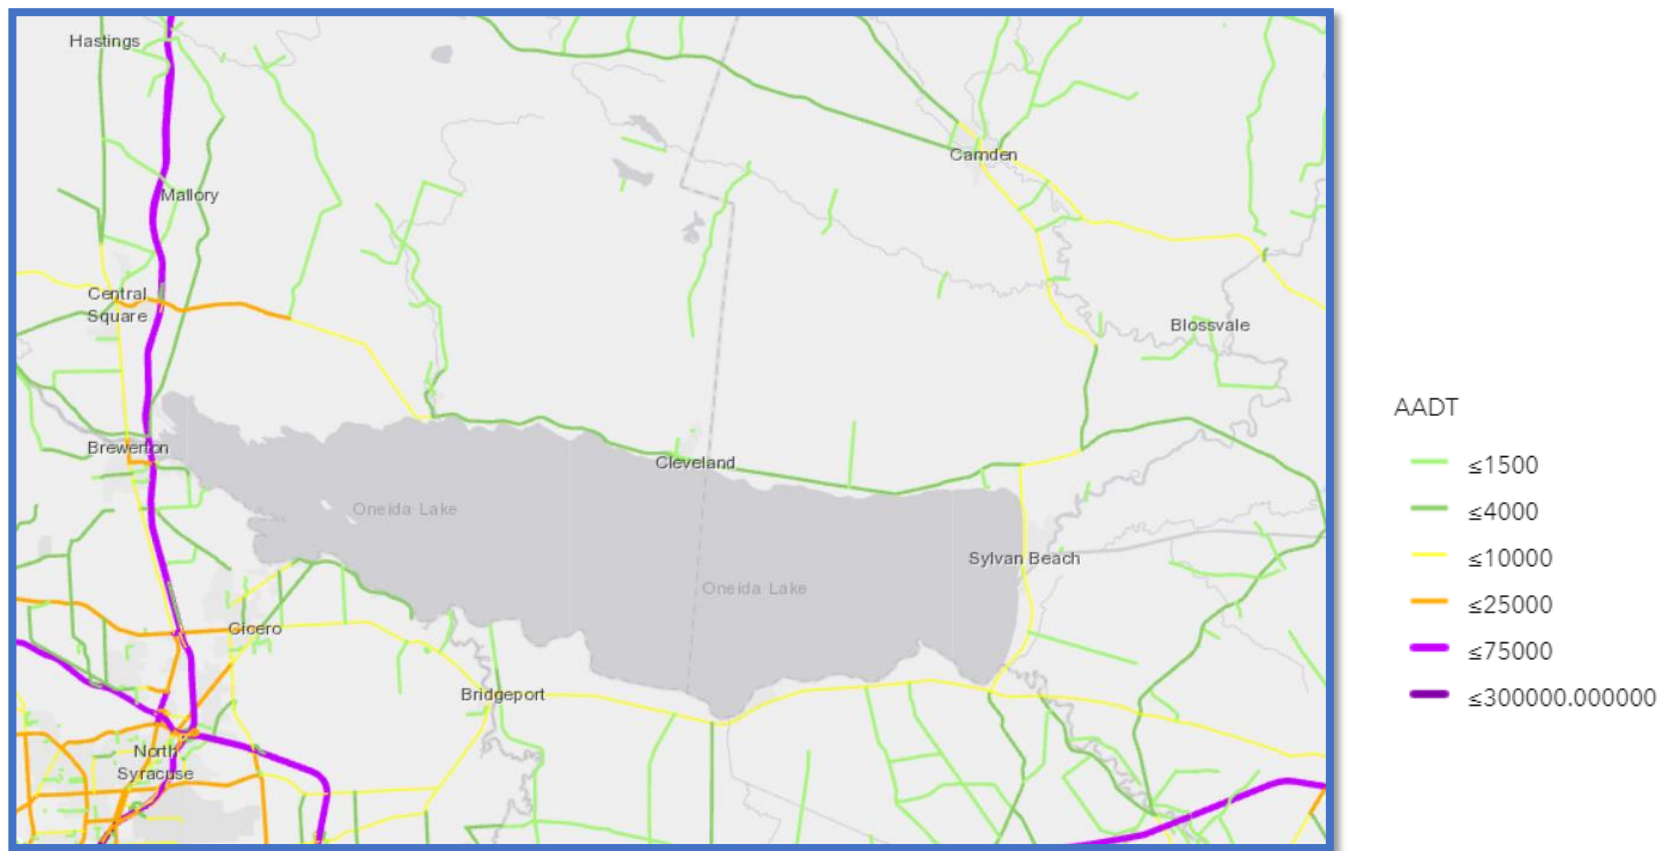 Hastings
Camden
Mallory
Central
Square
Blossvale
Brewerton
Cleveland
Oneida Lake
Sylvan Beach
Oneida Lake
Cicero
Bridgeport
North
Syracuse
AADT
≤1500
≤4000
≤10000
≤25000
≤75000
≤300000.000000